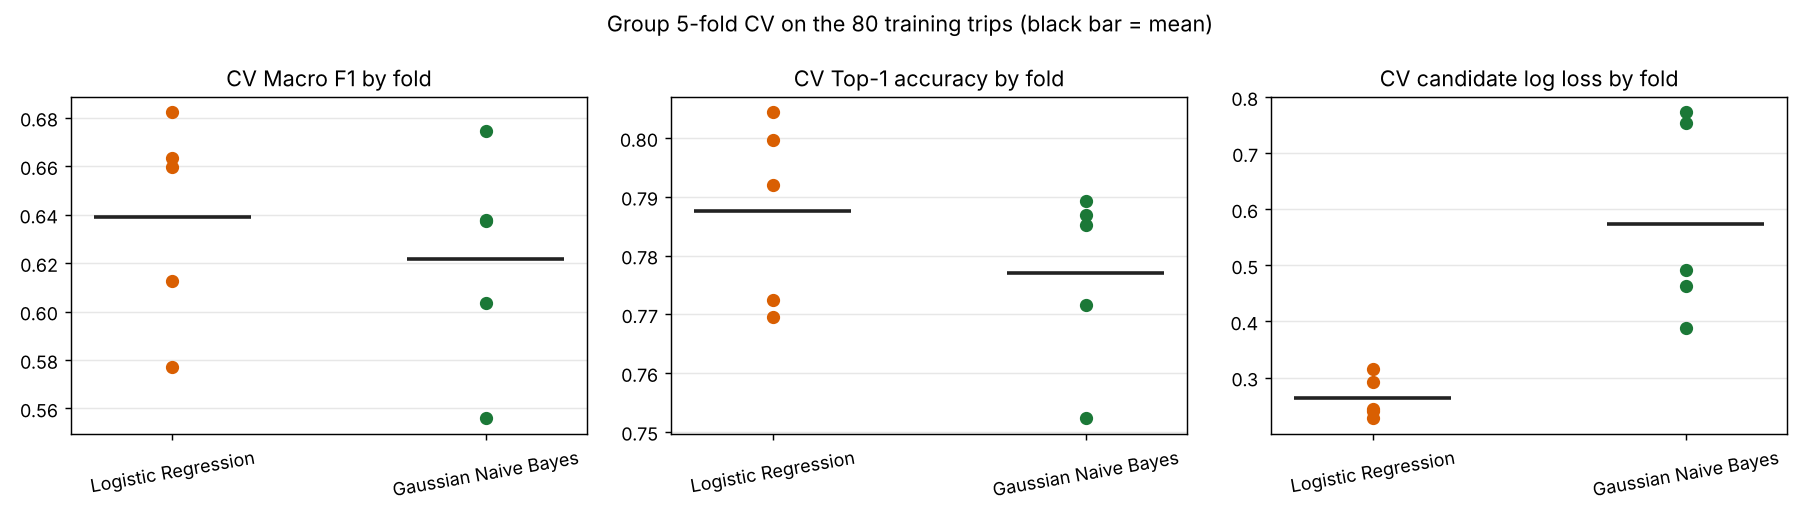 Group 5-fold CV on the 80 training trips (black bar = mean)
CV Macro F1 by fold
0.68
0.66
0.64
0.62
0.60
0.58
0.56
Logistic Regression
Gaussian Naive Bayes
CV Top-1 accuracy by fold
0.80
0.79
0.78
0.77
0.76
0.75
Logistic Regression
Gaussian Naive Bayes
CV candidate log loss by fold
0.8
0.7
0.6
0.5
0.4
0.3
Logistic Regression
Gaussian Naive Bayes